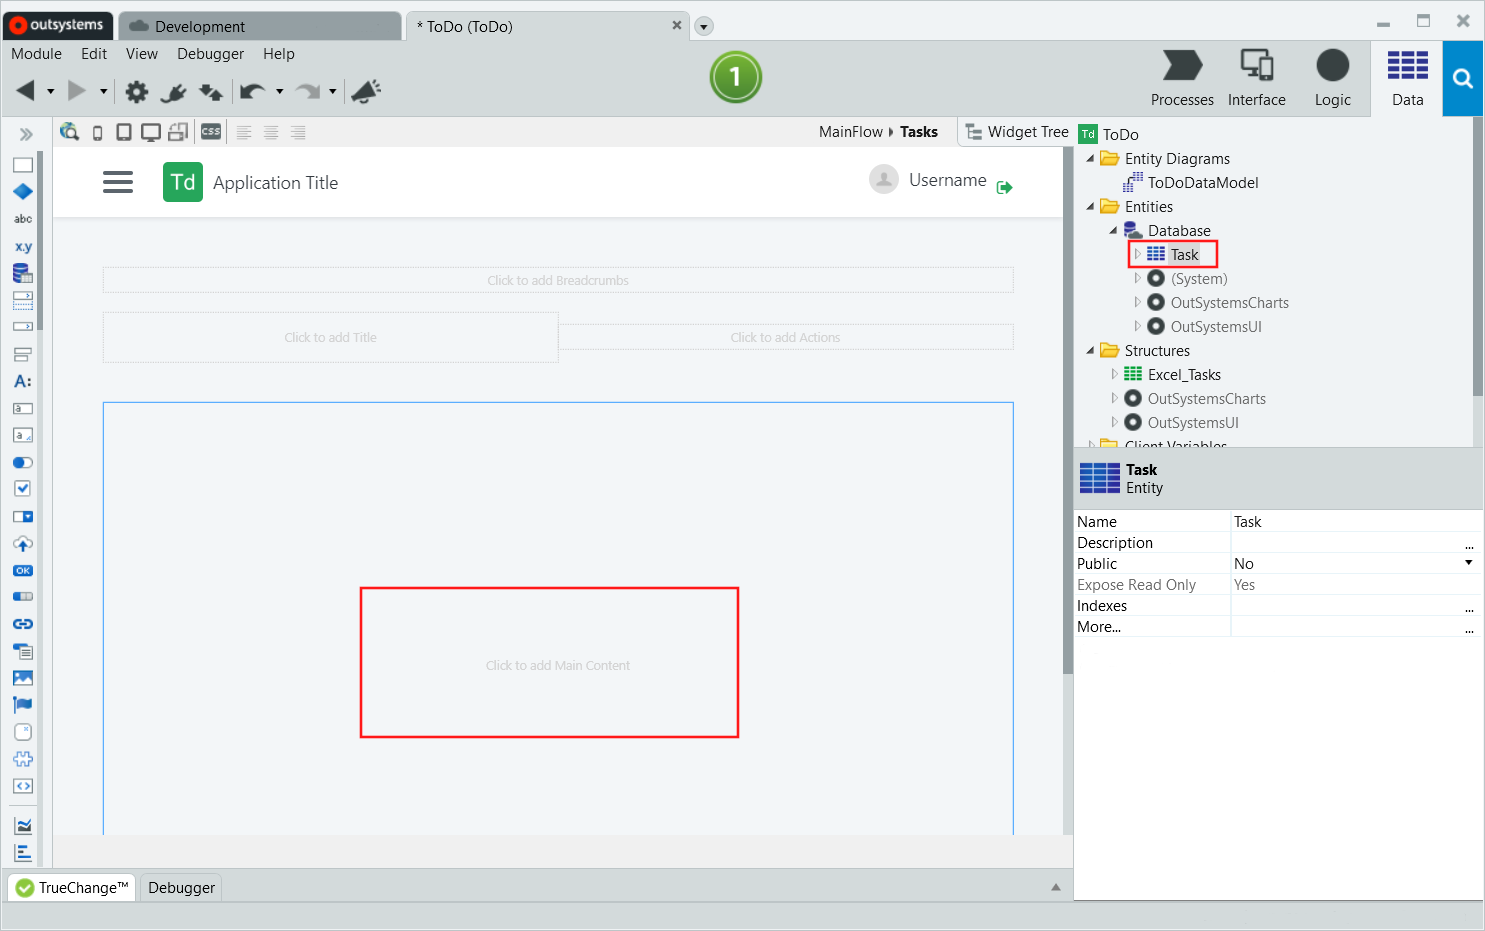 outsystems
Development
* ToDo (ToDo)
Module Edit View Debugger Help
1
Processes Interface Logic Data
CSS
MainFlow Tasks
Widget Tree
Td Application Title
Username
Click to add Breadcrumbs
Click to add Title
Click to add Actions
Click to add Main Content
abc
x.y
A:
a
a
OK
Td ToDo
Entity Diagrams
ToDoDataModel
Entities
Database
Task
(System)
OutSystemsCharts
OutSystemsUI
Structures
Excel_Tasks
OutSystemsCharts
OutSystemsUI
Client Variables
Task
Entity
Name Task
Description ...
Public No
Expose Read Only Yes
Indexes ...
More... ...
TrueChange™ Debugger